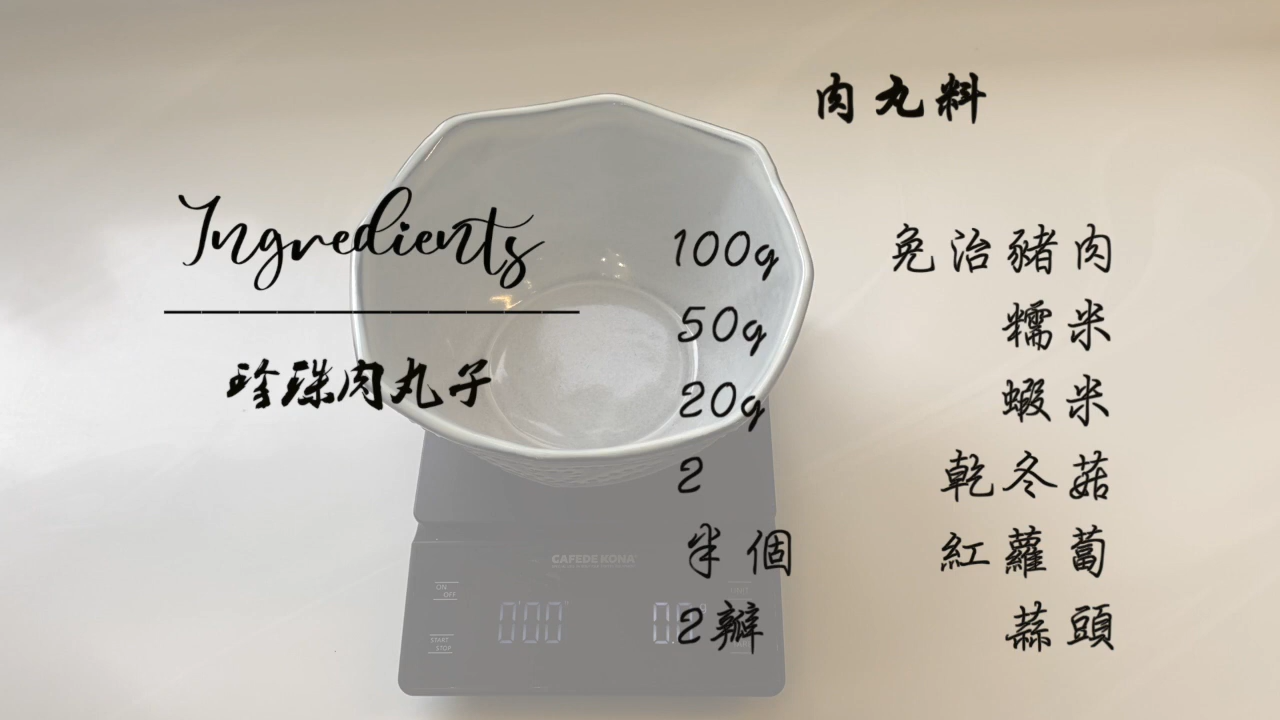 肉丸料
Ingredients
珍珠肉丸子
100g 免治豬肉
50g 糯米
20g 蝦米
2 乾冬菇
半個 紅蘿蔔
2瓣 蒜頭
CAFEDE KONA
ON
OFF
START
STOP
0:00